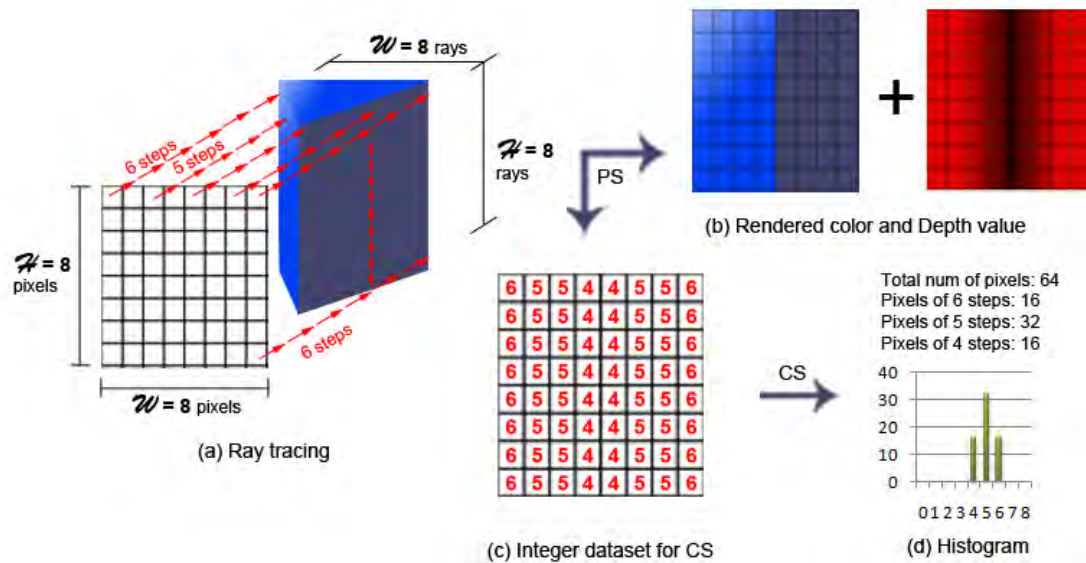 𝓦 = 8 rays
6 steps
5 steps
𝓗 = 8
rays
𝓗 = 8
pixels
6 steps
𝓦 = 8 pixels
(a) Ray tracing
PS
+
(b) Rendered color and Depth value
6 5 5 4 4 5 5 6
6 5 5 4 4 5 5 6
6 5 5 4 4 5 5 6
6 5 5 4 4 5 5 6
6 5 5 4 4 5 5 6
6 5 5 4 4 5 5 6
6 5 5 4 4 5 5 6
6 5 5 4 4 5 5 6
(c) Integer dataset for CS
CS
Total num of pixels: 64
Pixels of 6 steps: 16
Pixels of 5 steps: 32
Pixels of 4 steps: 16
40
30
20
10
0
0 1 2 3 4 5 6 7 8
(d) Histogram